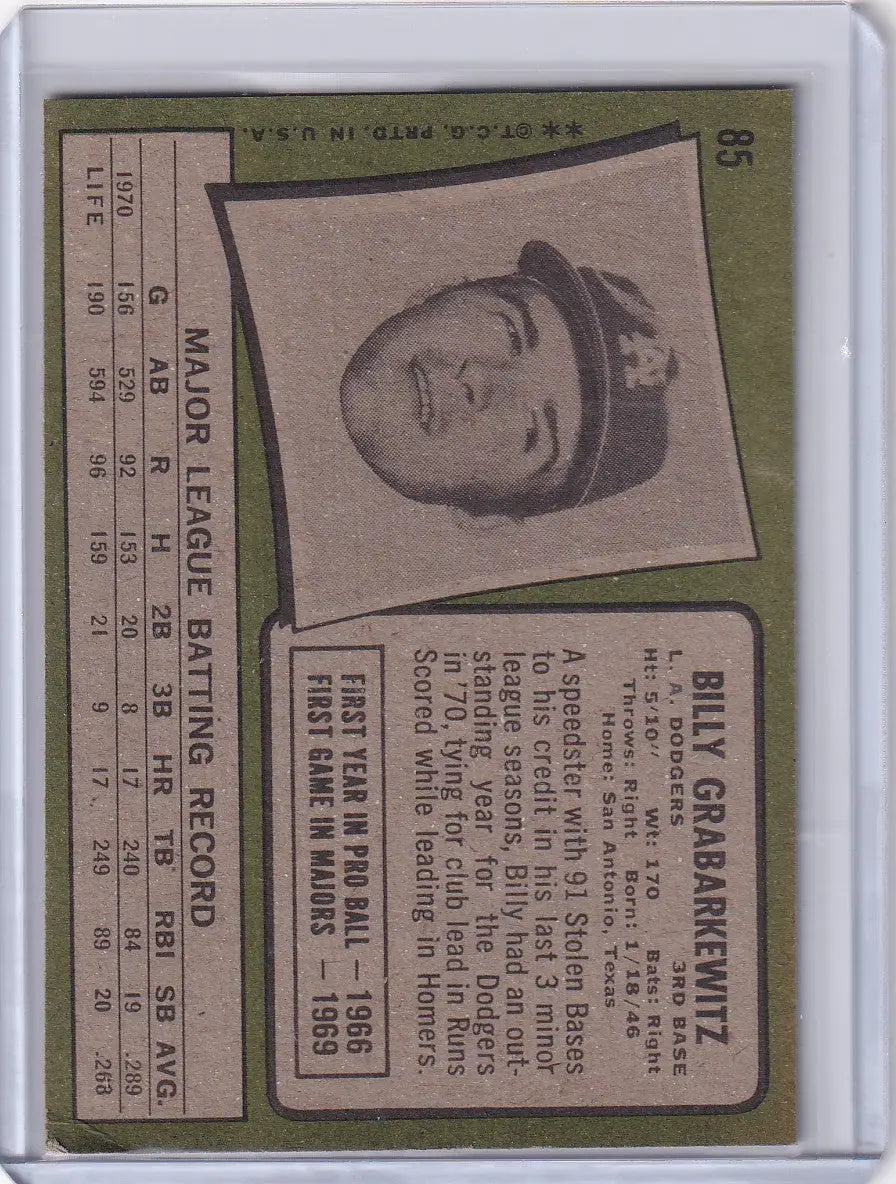 85
** © T.C.G. PRTD. IN U.S.A.
LA
BILLY GRABARKEWITZ
L. A. DODGERS 3RD BASE
Ht: 5'10" Wt: 170 Bats: Right
Throws: Right Born: 1/18/46
Home: San Antonio, Texas
A speedster with 91 Stolen Bases
to his credit in his last 3 minor
league seasons, Billy had an out-
standing year for the Dodgers
in '70, tying for club lead in Runs
Scored while leading in Homers.
FIRST YEAR IN PRO BALL — 1966
FIRST GAME IN MAJORS — 1969
MAJOR LEAGUE BATTING RECORD
G AB R H 2B 3B HR TB RBI SB AVG.
1970 156 529 92 153 20 8 17 240 84 19 .289
LIFE 190 594 96 159 21 9 17 249 89 20 .268